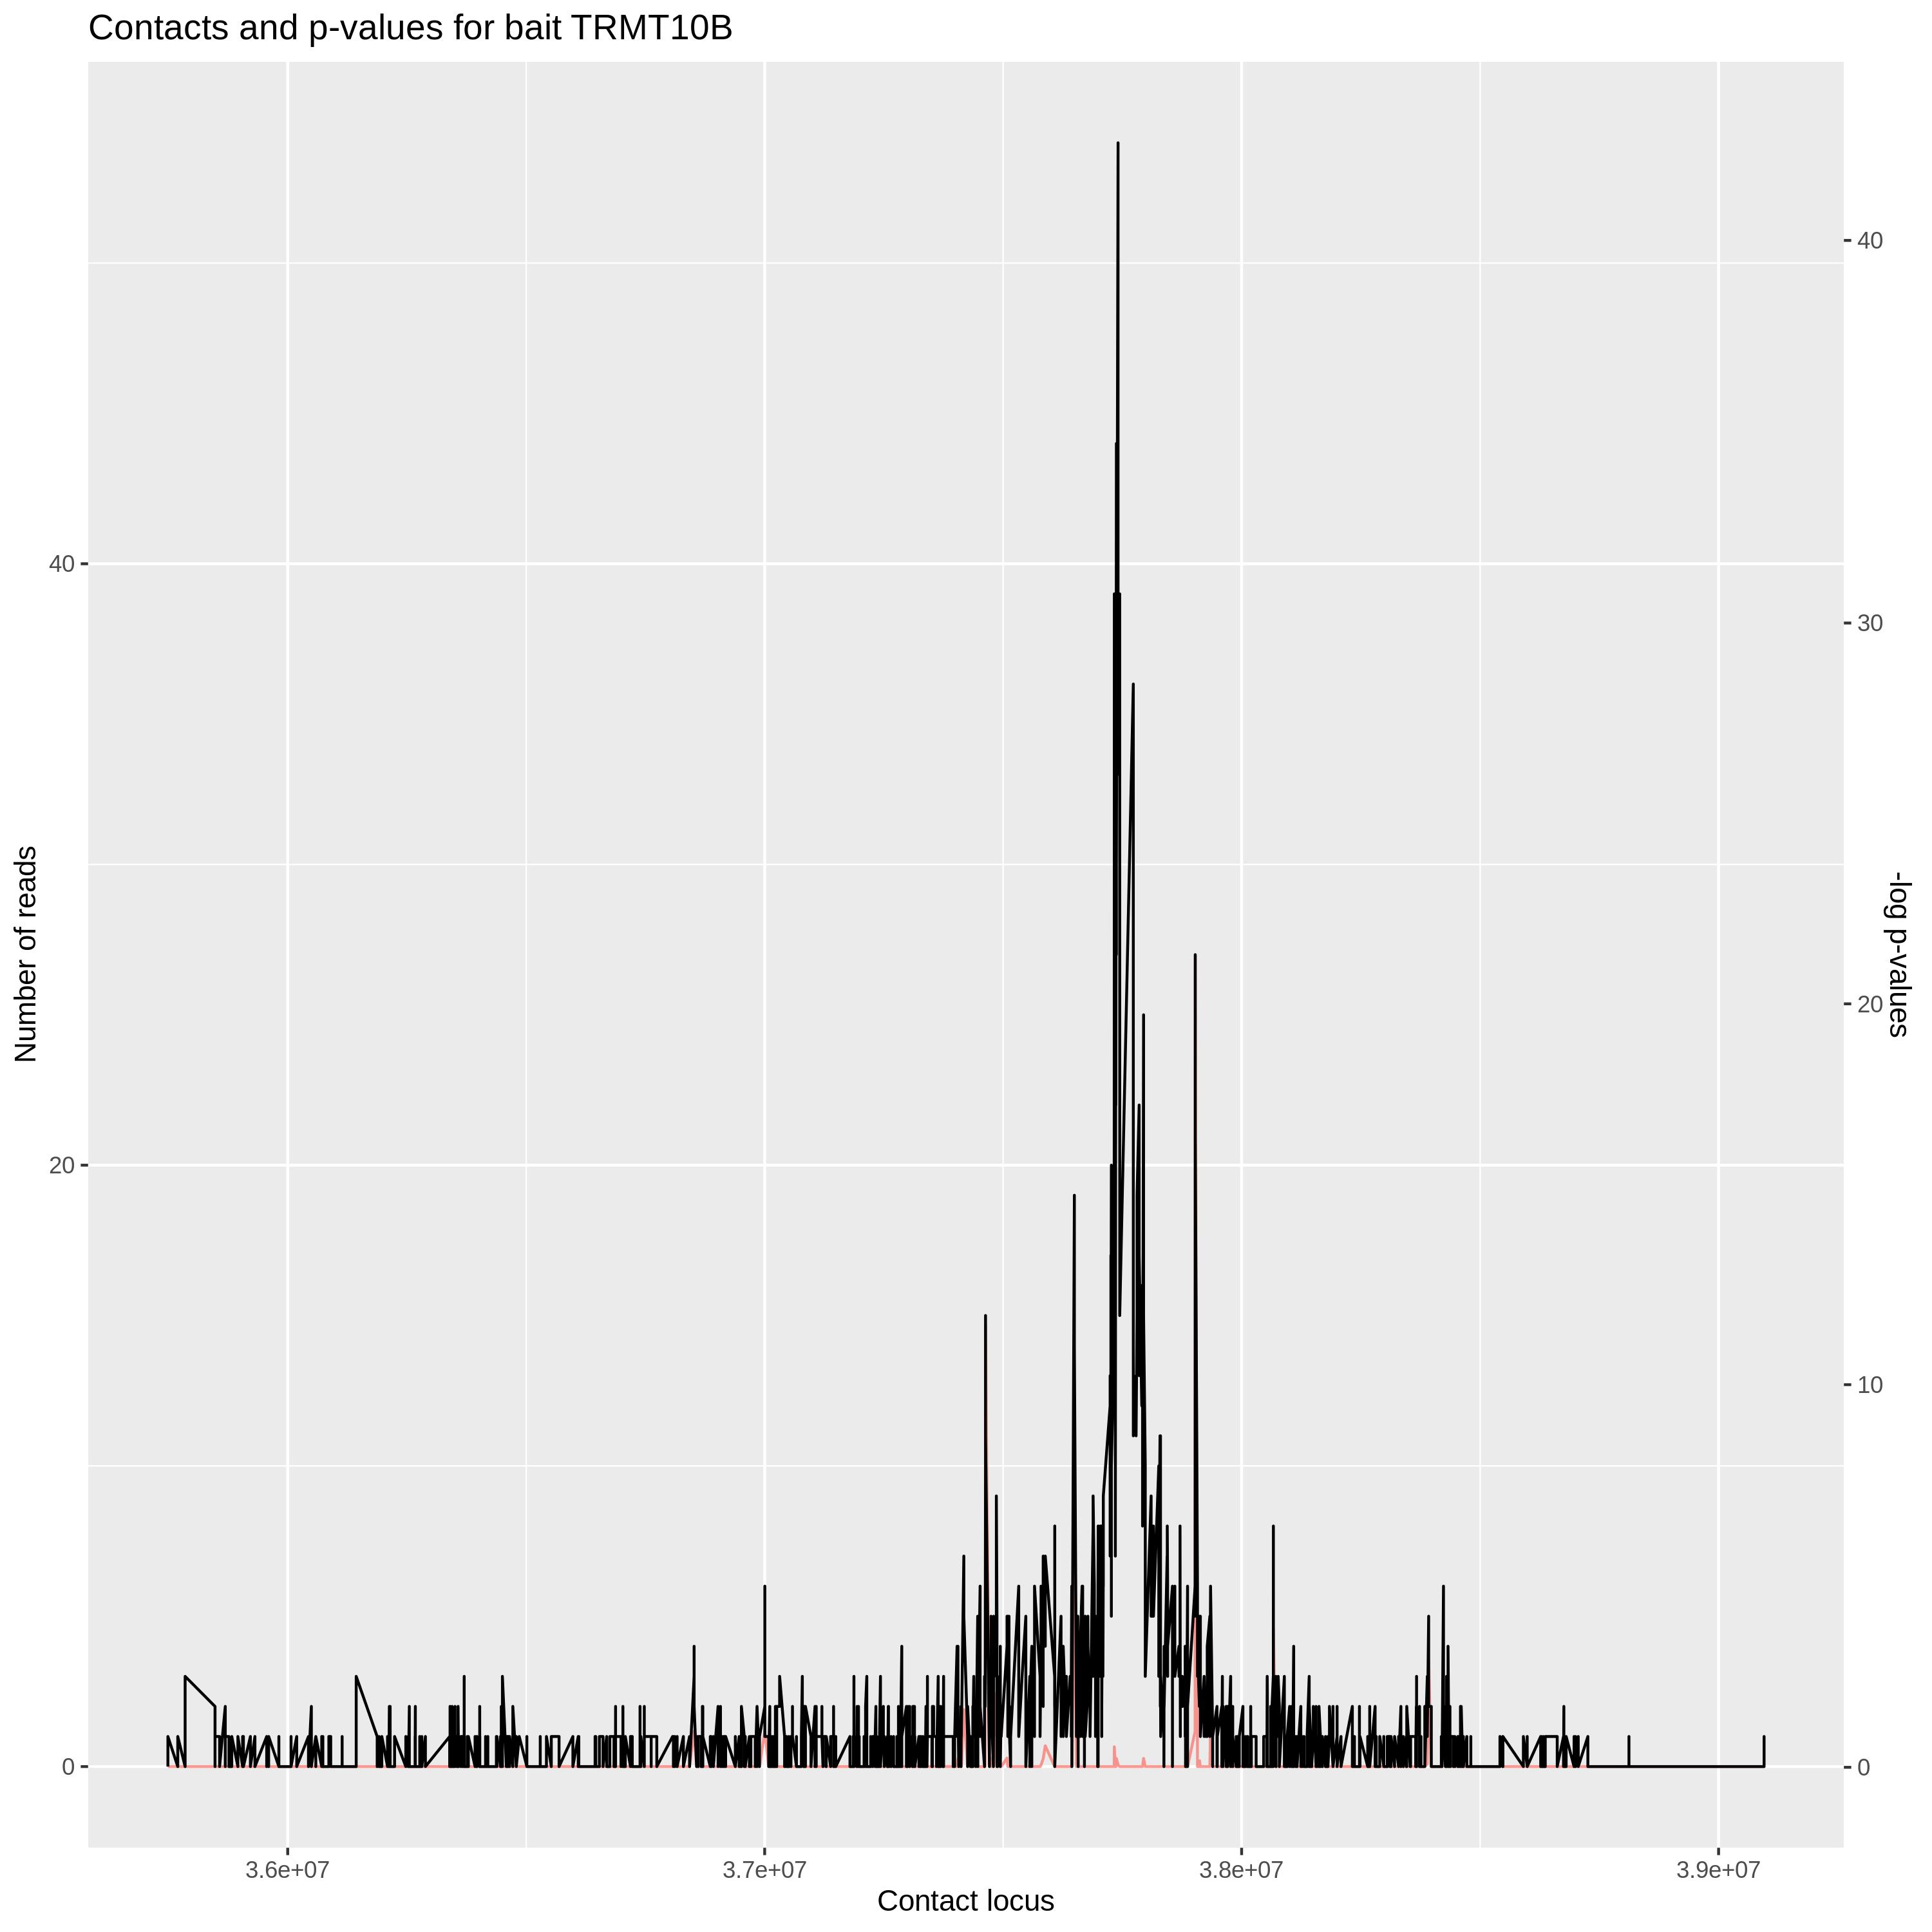 Contacts and p-values for bait TRMT10B
40
20
0
Number of reads
40
30
20
10
0
-log p-values
3.6e+07
3.7e+07
3.8e+07
3.9e+07
Contact locus